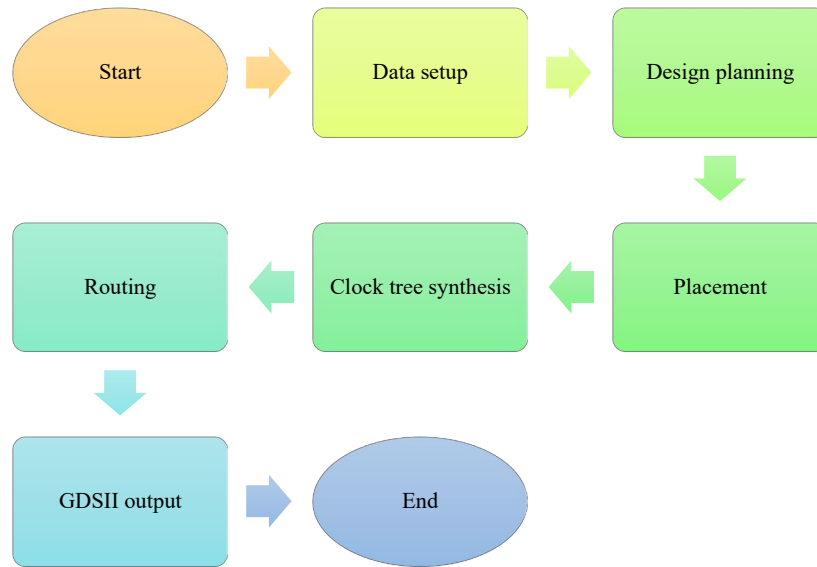 Start
Data setup
Design planning
Placement
Clock tree synthesis
Routing
GDSII output
End